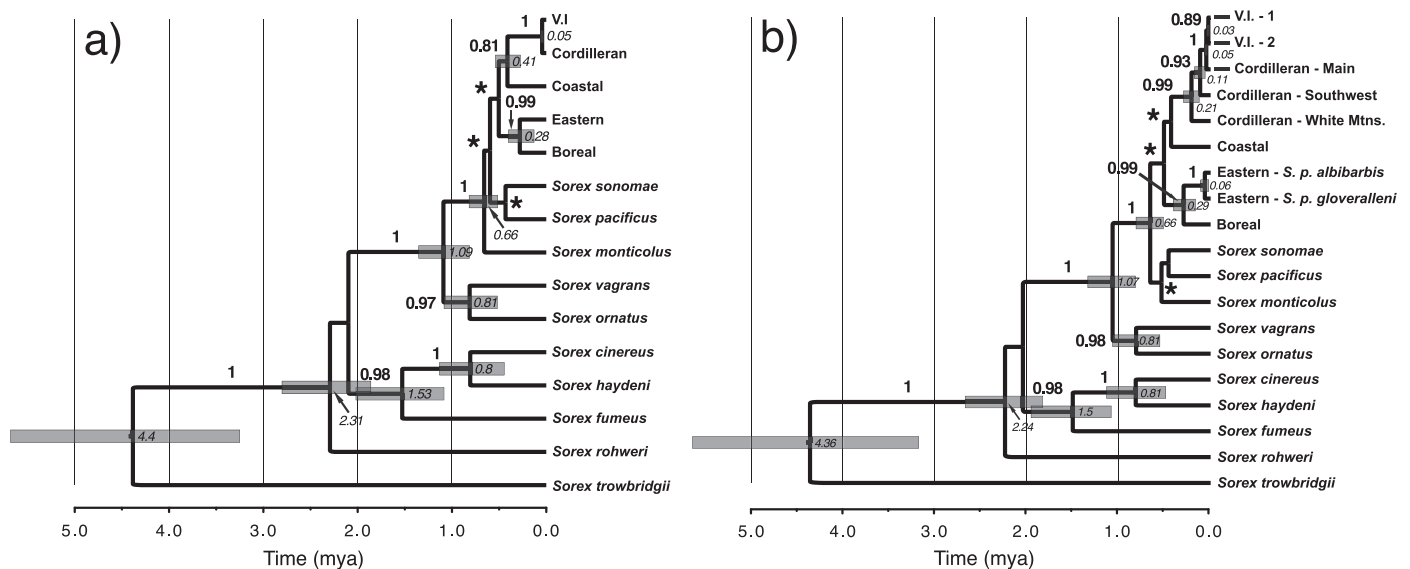 a)
1
V.I
0.05
0.81
Cordilleran
0.41
Coastal
*
0.99
Eastern
*
0.28
Boreal
1
Sorex sonomae
*
Sorex pacificus
0.66
1
Sorex monticolus
1.09
Sorex vagrans
0.97
0.81
Sorex ornatus
1
Sorex cinereus
0.98
0.8
1
Sorex haydeni
1.53
2.31
Sorex fumeus
4.4
Sorex rohweri
Sorex trowbridgii
5.0 4.0 3.0 2.0 1.0 0.0
Time (mya)
b)
0.89
V.I. - 1
0.03
1
V.I. - 2
0.05
0.93
Cordilleran - Main
0.11
0.99
Cordilleran - Southwest
0.21
*
Cordilleran - White Mtns.
*
Coastal
0.99
1
Eastern - S. p. albibarbis
0.06
Eastern - S. p. gloveralleni
0.29
1
0.66
Boreal
Sorex sonomae
1
Sorex pacificus
1.07
*
Sorex monticolus
Sorex vagrans
0.98
0.81
Sorex ornatus
1
Sorex cinereus
0.98
0.81
1
Sorex haydeni
1.5
2.24
Sorex fumeus
4.36
Sorex rohweri
Sorex trowbridgii
5.0 4.0 3.0 2.0 1.0 0.0
Time (mya)